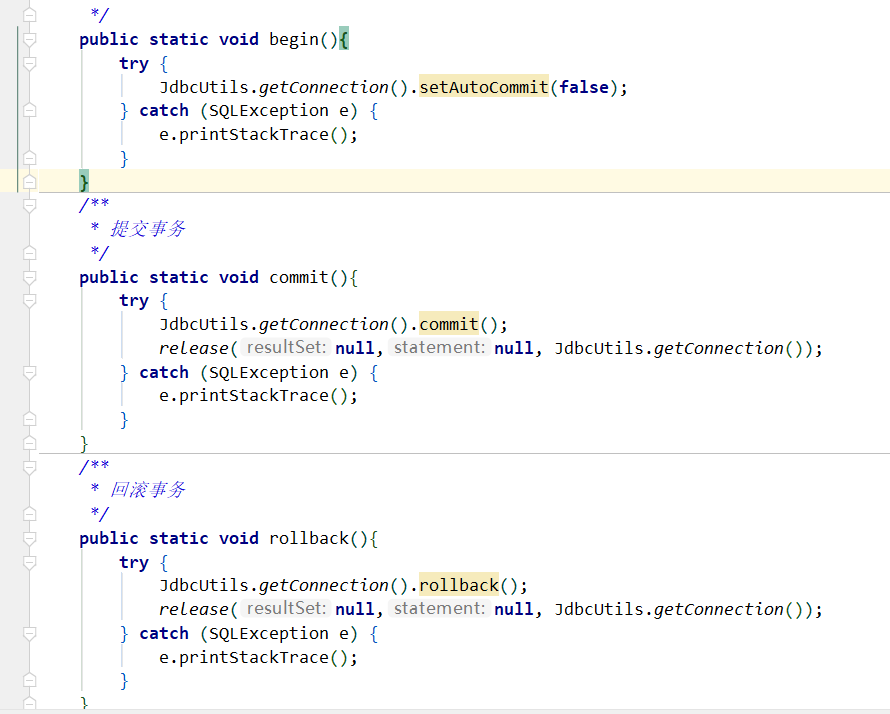 */
public static void begin(){
try {
JdbcUtils.getConnection().setAutoCommit(false);
} catch (SQLException e) {
e.printStackTrace();
}
}
/**
* 提交事务
*/
public static void commit(){
try {
JdbcUtils.getConnection().commit();
release( resultSet: null, statement: null, JdbcUtils.getConnection());
} catch (SQLException e) {
e.printStackTrace();
}
}
/**
* 回滚事务
*/
public static void rollback(){
try {
JdbcUtils.getConnection().rollback();
release( resultSet: null, statement: null, JdbcUtils.getConnection());
} catch (SQLException e) {
e.printStackTrace();
}
}